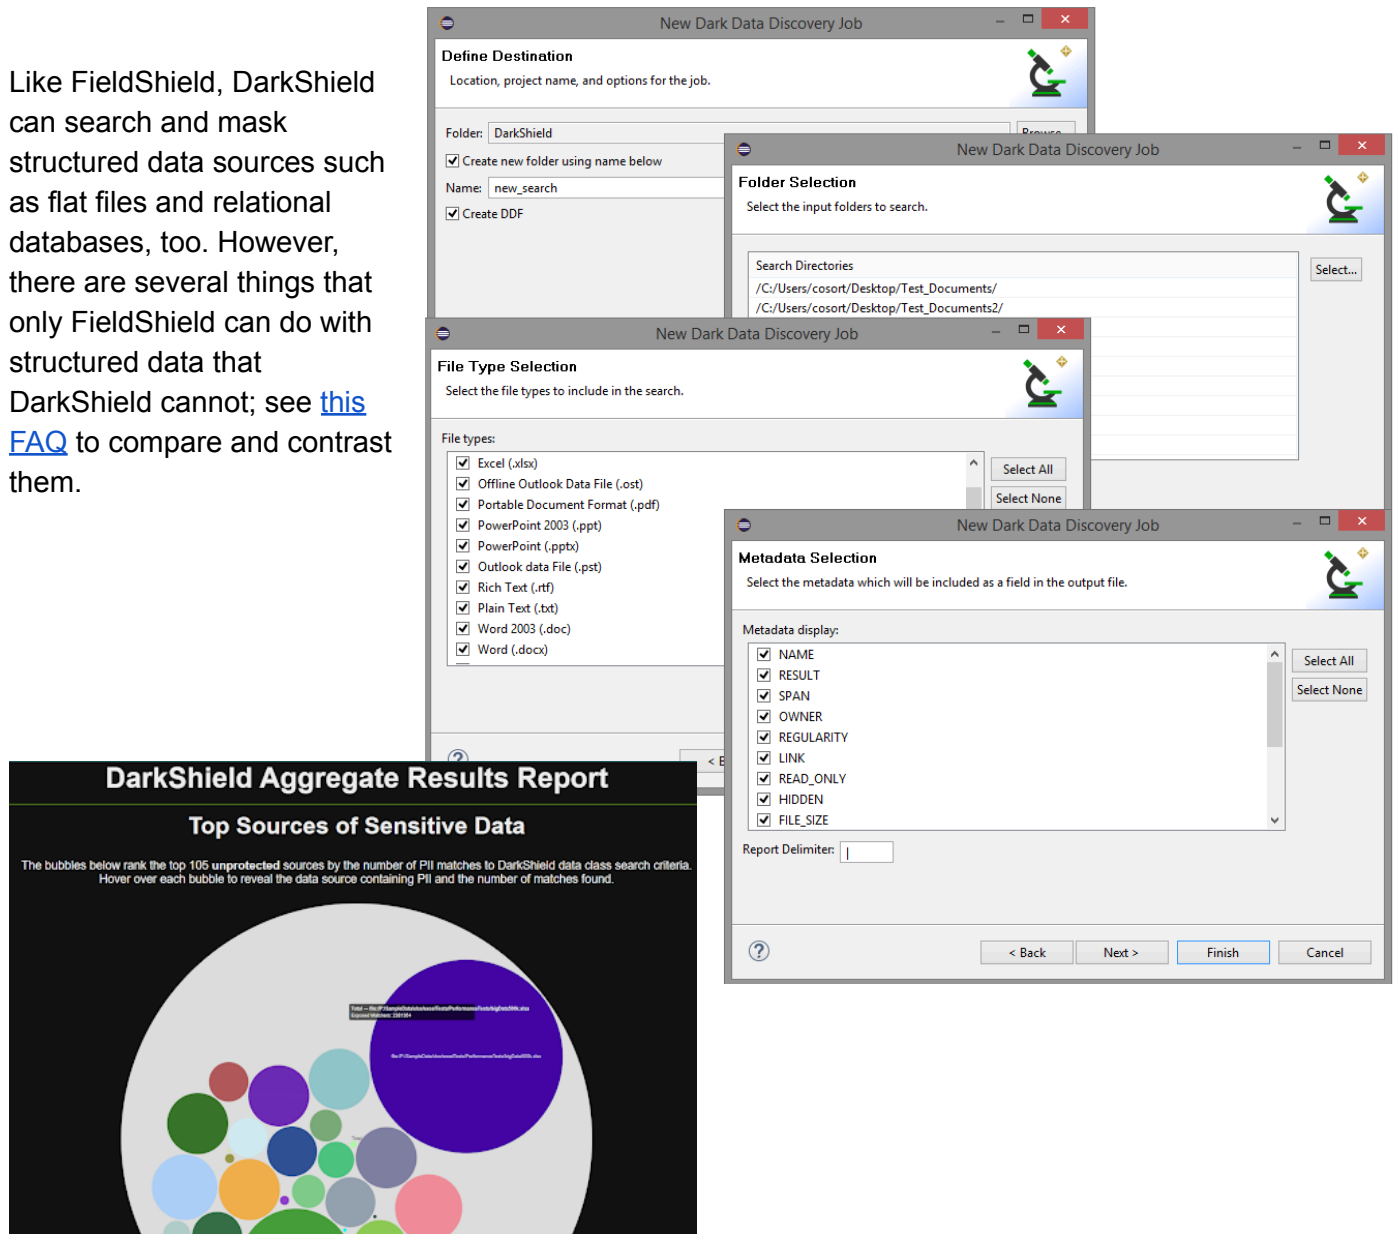 Like FieldShield, DarkShield
can search and mask
structured data sources such
as flat files and relational
databases, too. However,
there are several things that
only FieldShield can do with
structured data that
DarkShield cannot; see this
FAQ to compare and contrast
them.
New Dark Data Discovery Job
Define Destination
Location, project name, and options for the job.
Folder: DarkShield
Create new folder using name below
Name: new_search
Create DDF
New Dark Data Discovery Job
Folder Selection
Select the input folders to search.
Search Directories
Select...
/C:/Users/cosort/Desktop/Test_Documents/
/C:/Users/cosort/Desktop/Test_Documents2/
New Dark Data Discovery Job
File Type Selection
Select the file types to include in the search.
File types:
Excel (.xlsx)
Offline Outlook Data File (.ost)
Portable Document Format (.pdf)
PowerPoint 2003 (.ppt)
PowerPoint (.pptx)
Outlook data File (.pst)
Rich Text (.rtf)
Plain Text (.txt)
Word 2003 (.doc)
Word (.docx)
Select All
Select None
New Dark Data Discovery Job
Metadata Selection
Select the metadata which will be included as a field in the output file.
Metadata display:
NAME
RESULT
SPAN
OWNER
REGULARITY
LINK
READ_ONLY
HIDDEN
FILE_SIZE
Select All
Select None
Report Delimiter: |
< Back
Next >
Finish
Cancel
DarkShield Aggregate Results Report
Top Sources of Sensitive Data
The bubbles below rank the top 105 unprotected sources by the number of PII matches to DarkShield data class search criteria.
Hover over each bubble to reveal the data source containing PII and the number of matches found.